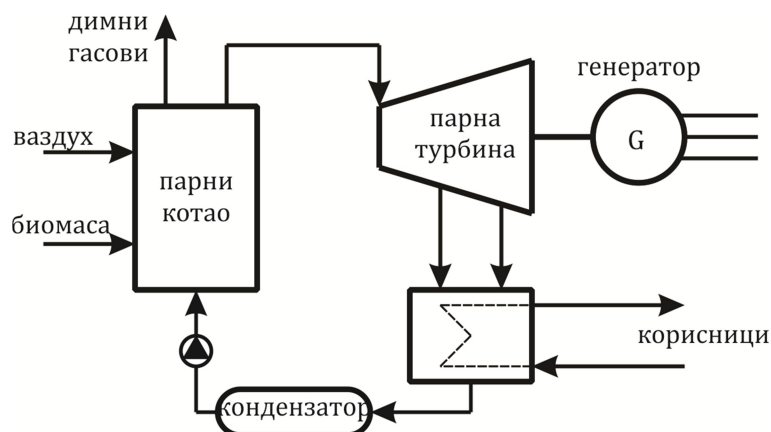 димни
гасови
генератор
ваздух
парна
турбина
G
парни
котао
биомаса
корисници
кондензатор